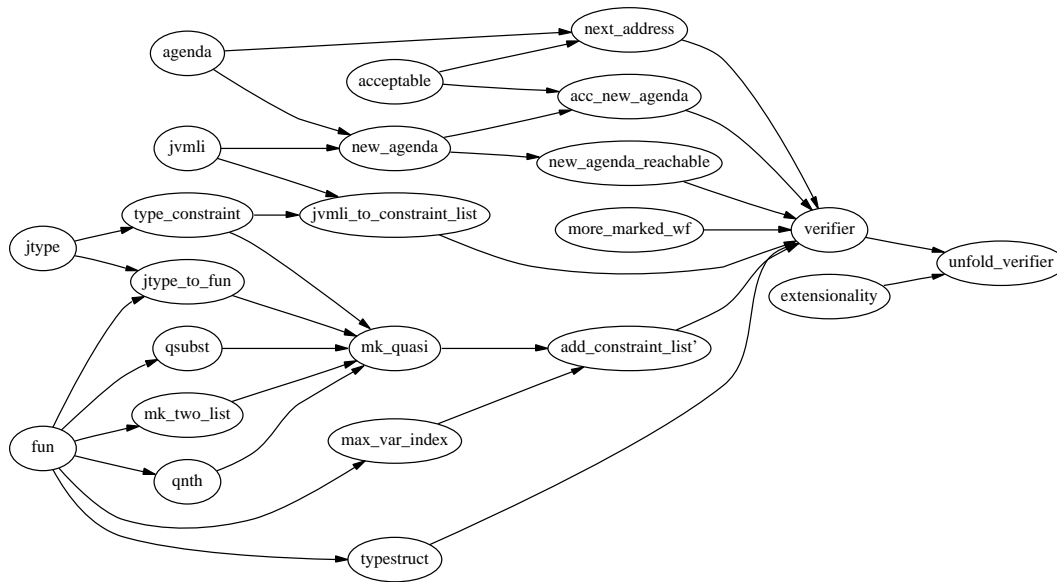 next_address
agenda
acceptable
acc_new_agenda
jvmli
new_agenda
new_agenda_reachable
type_constraint
jvmli_to_constraint_list
more_marked_wf
verifier
jtype
unfold_verifier
jtype_to_fun
extensionality
qsubst
mk_quasi
add_constraint_list’
mk_two_list
max_var_index
fun
qnth
typestruct